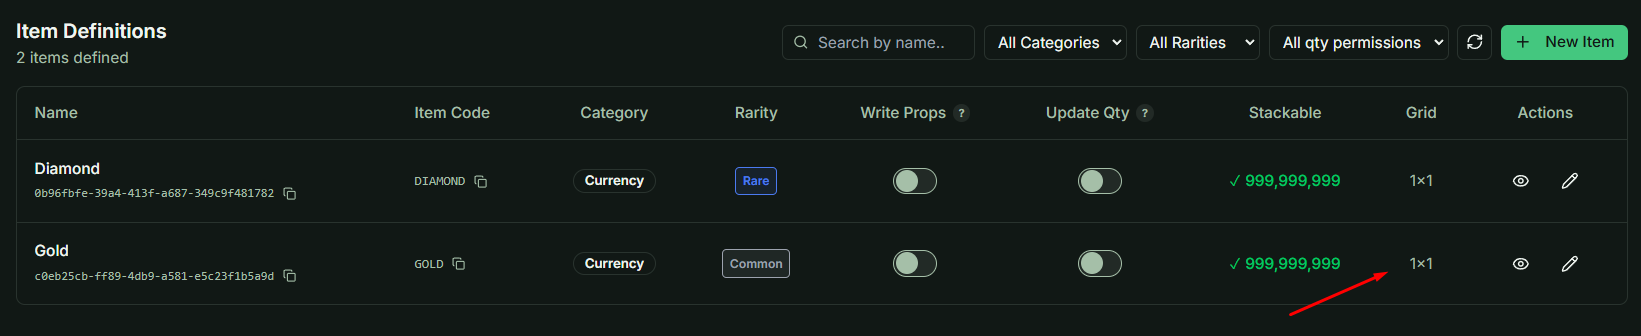 Item Definitions
2 items defined
Search by name..
All Categories
All Rarities
All qty permissions
+ New Item
Name Item Code Category Rarity Write Props ? Update Qty ? Stackable Grid Actions
Diamond
0b96fbfe-39a4-413f-a687-349c9f481782 DIAMOND Currency Rare ✓ 999,999,999 1×1
Gold
c0eb25cb-ff89-4db9-a581-e5c23f1b5a9d GOLD Currency Common ✓ 999,999,999 1×1